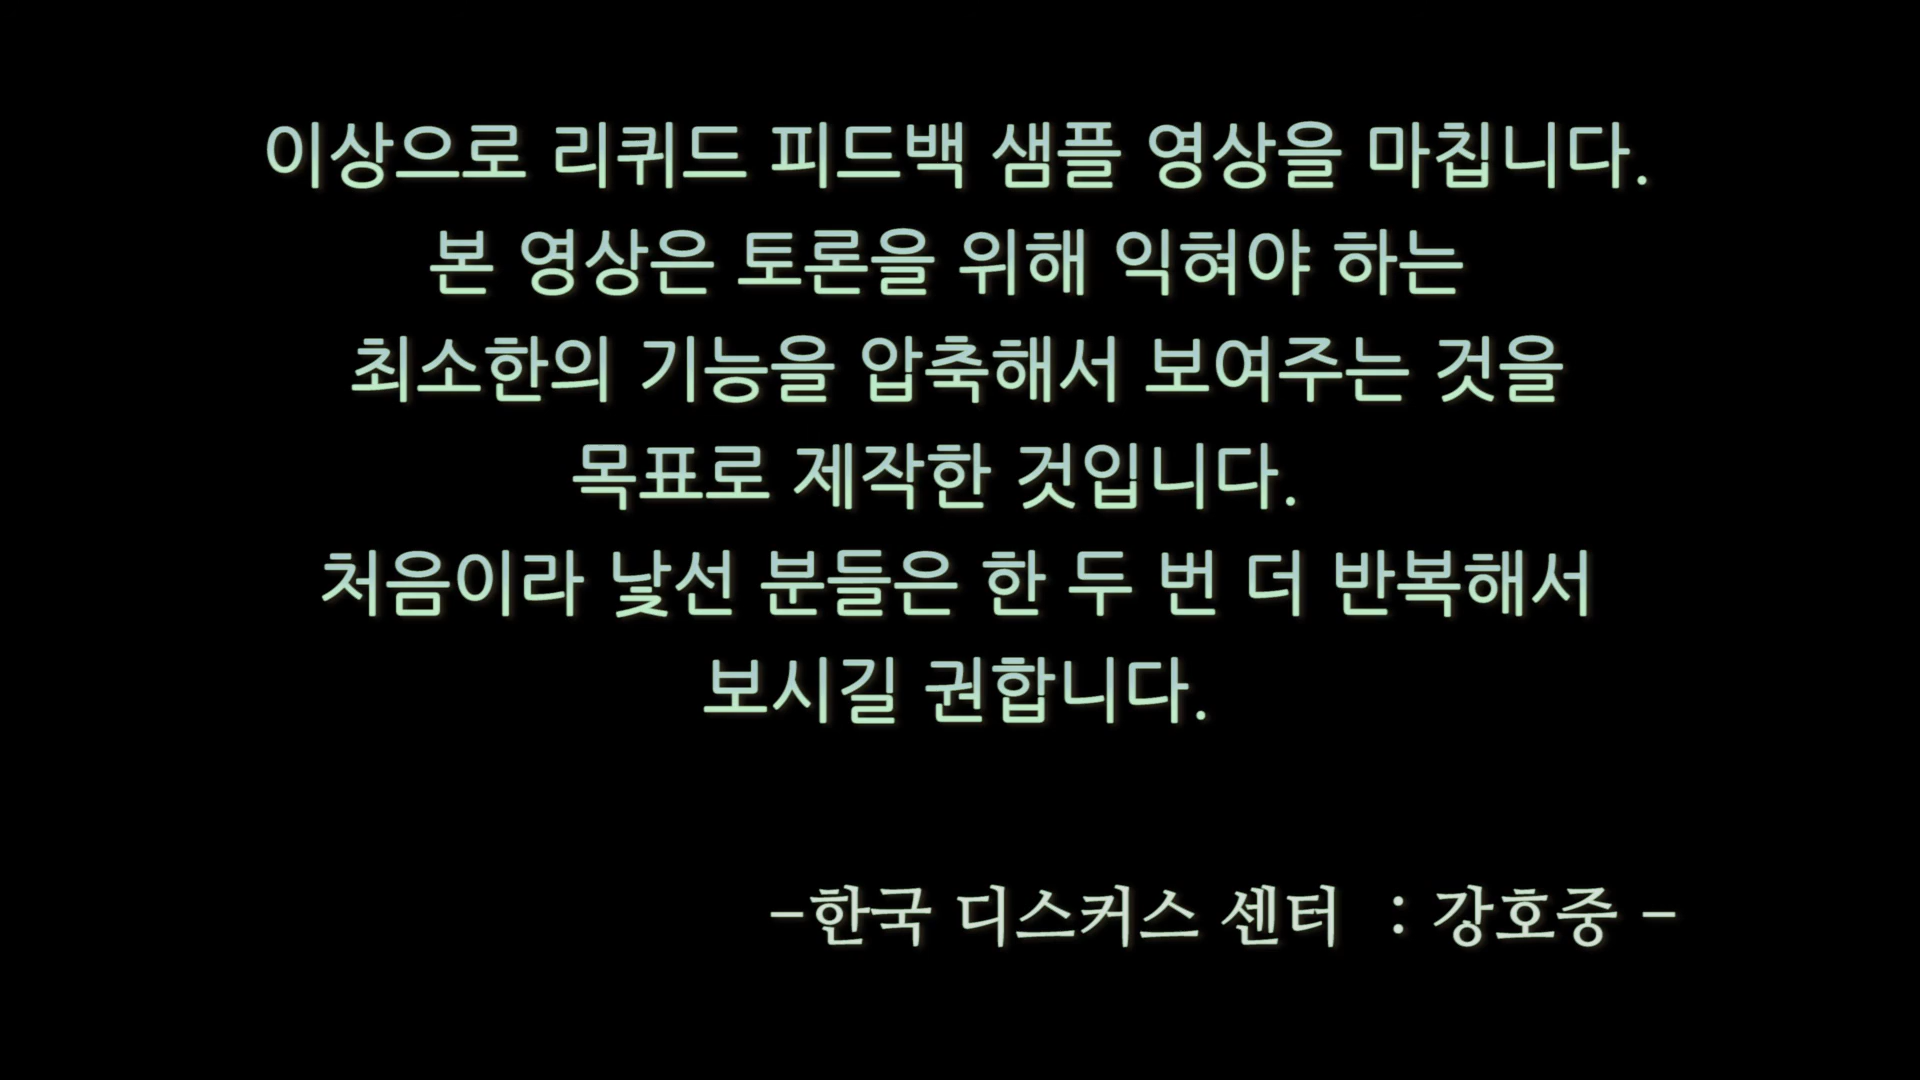 이상으로 리퀴드 피드백 샘플 영상을 마칩니다.
본 영상은 토론을 위해 익혀야 하는
최소한의 기능을 압축해서 보여주는 것을
목표로 제작한 것입니다.
처음이라 낯선 분들은 한 두 번 더 반복해서
보시길 권합니다.
-한국 디스커스 센터 : 강호중 -